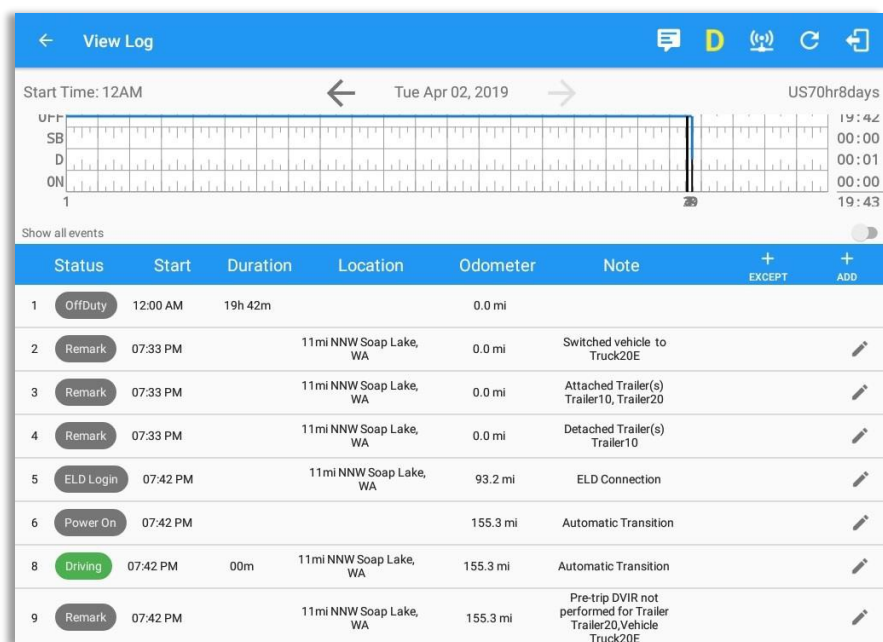 View Log
D
Start Time: 12AM
Tue Apr 02, 2019
US70hr8days
OFF 19:42
SB 00:00
D 00:01
ON 00:00
1 19:43
Show all events
Status Start Duration Location Odometer Note + EXCEPT + ADD
1 OffDuty 12:00 AM 19h 42m 0.0 mi
2 Remark 07:33 PM 11mi NNW Soap Lake, 0.0 mi Switched vehicle to
WA Truck20E
3 Remark 07:33 PM 11mi NNW Soap Lake, 0.0 mi Attached Trailer(s)
WA Trailer10, Trailer20
4 Remark 07:33 PM 11mi NNW Soap Lake, 0.0 mi Detached Trailer(s)
WA Trailer10
5 ELD Login 07:42 PM 11mi NNW Soap Lake, 93.2 mi ELD Connection
WA
6 Power On 07:42 PM 155.3 mi Automatic Transition
8 Driving 07:42 PM 00m 11mi NNW Soap Lake, 155.3 mi Automatic Transition
WA
9 Remark 07:42 PM 11mi NNW Soap Lake, 155.3 mi Pre-trip DVIR not
WA performed for Trailer
Trailer20,Vehicle
Truck20E